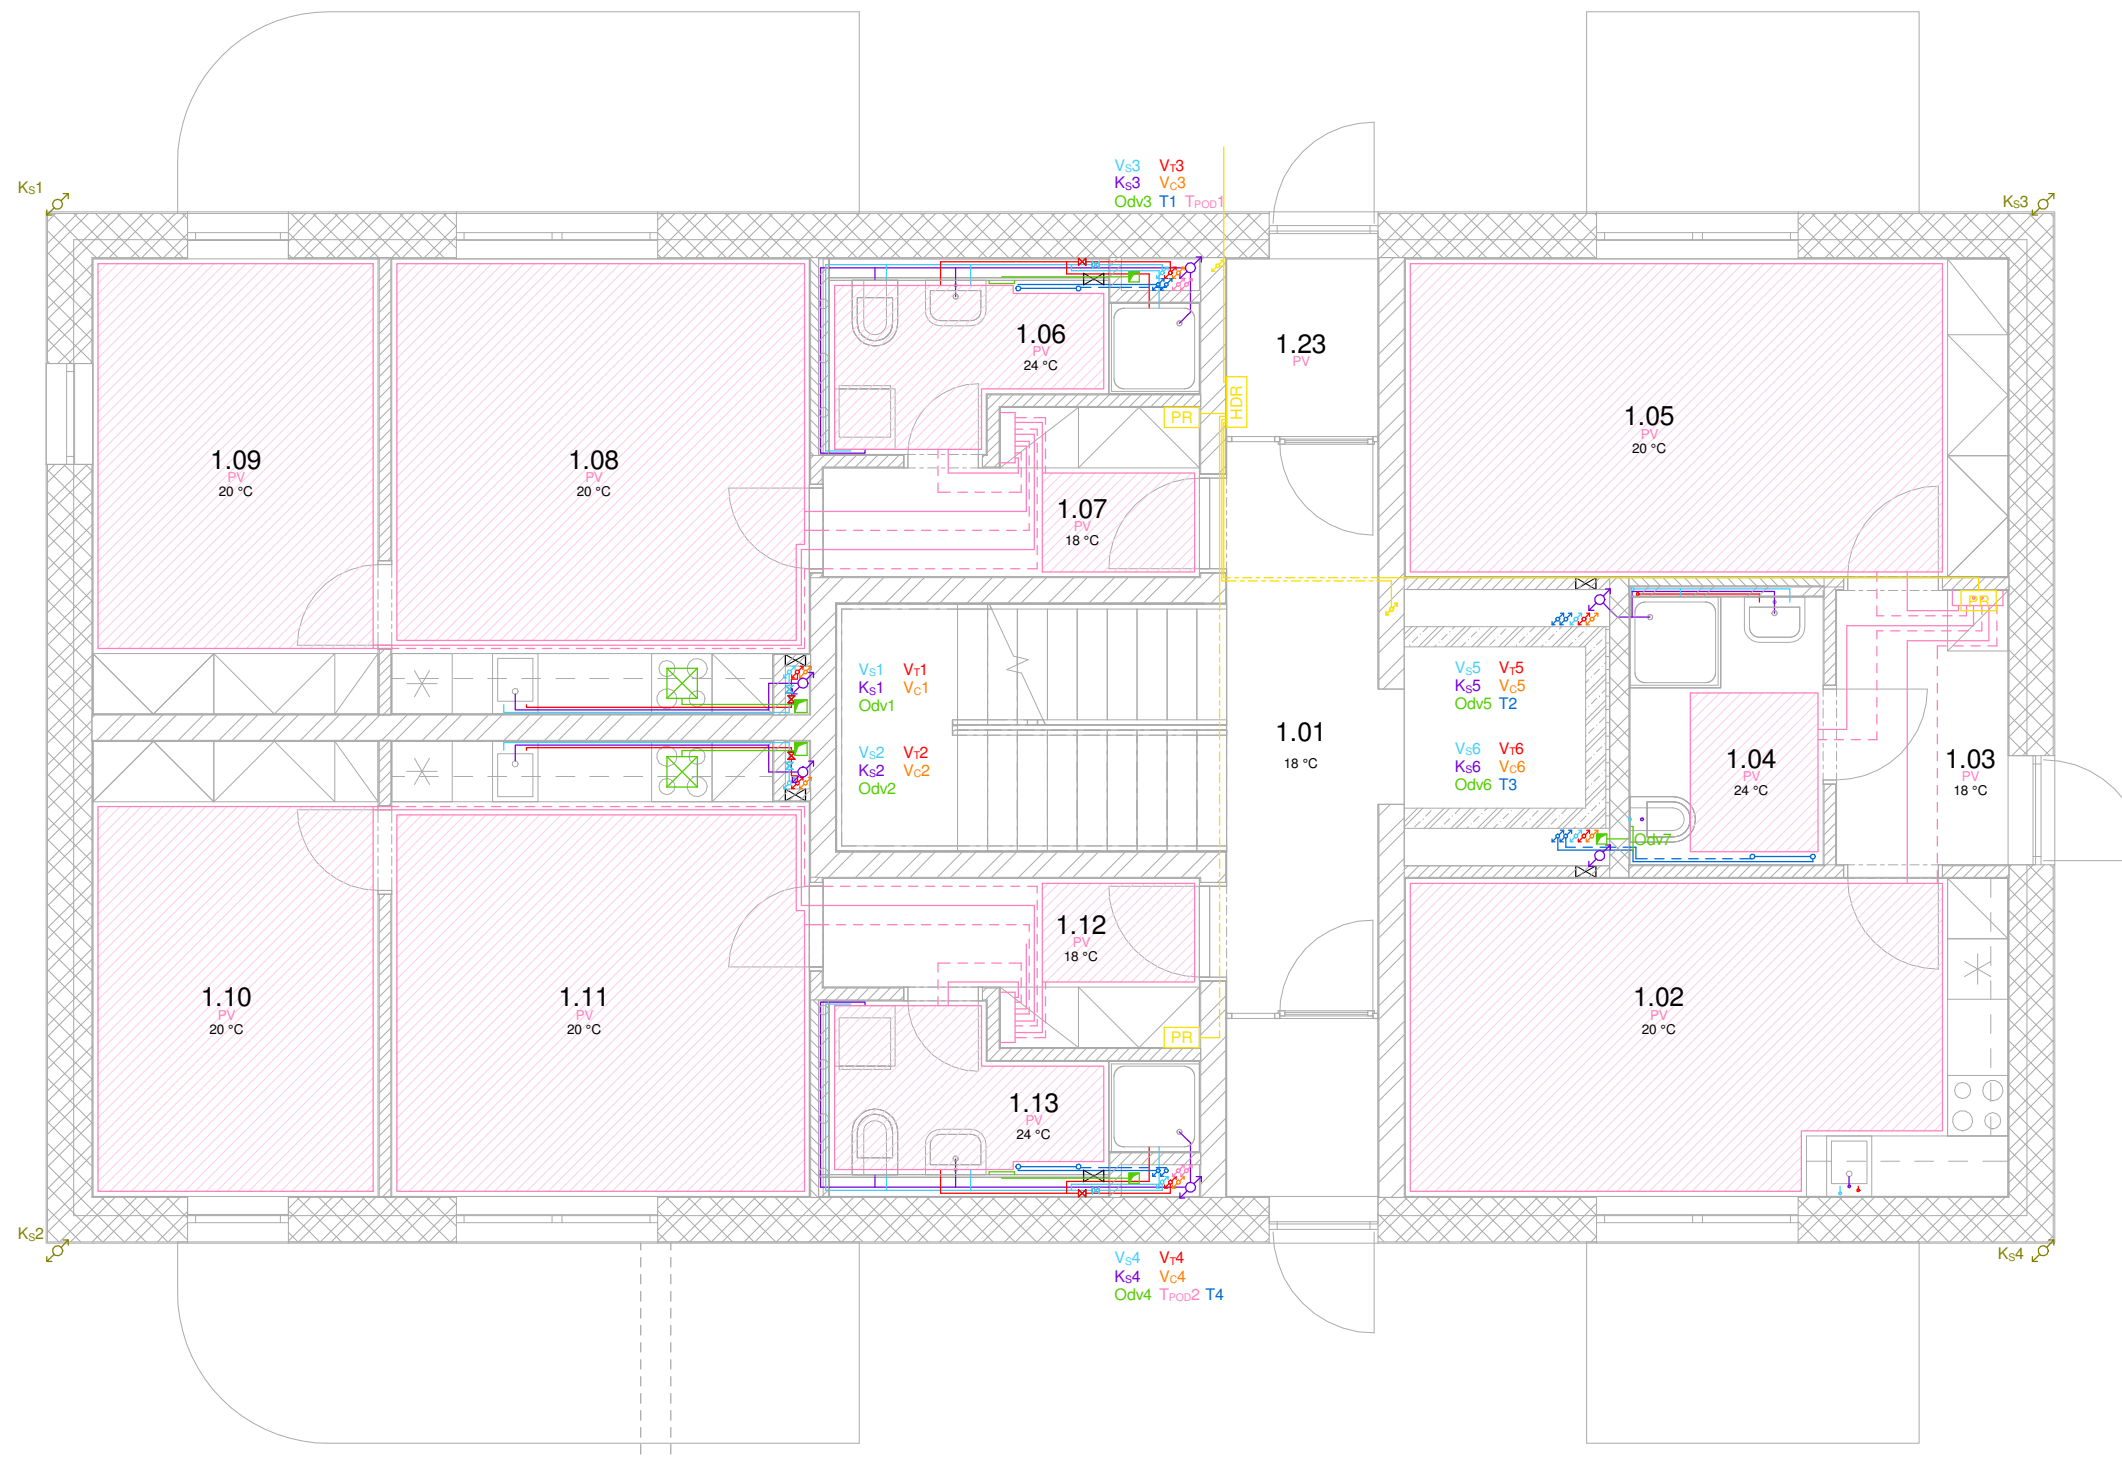 VS3 VT3
KS3 VC3
Odv3 T1 TPOD1
KS1
KS3
1.06
PV
24 °C
1.23
PV
HDR
PR
1.05
PV
20 °C
1.09
PV
20 °C
1.08
PV
20 °C
1.07
PV
18 °C
VS1 VT1
KS1 VC1
Odv1
VS5 VT5
KS5 VC5
Odv5 T2
1.01
18 °C
VS2 VT2
KS2 VC2
Odv2
VS6 VT6
KS6 VC6
Odv6 T3
1.04
PV
24 °C
1.03
PV
18 °C
Odv7
1.12
PV
18 °C
1.10
PV
20 °C
1.11
PV
20 °C
1.02
PV
20 °C
PR
1.13
PV
24 °C
KS2
KS4
VS4 VT4
KS4 VC4
Odv4 TPOD2 T4